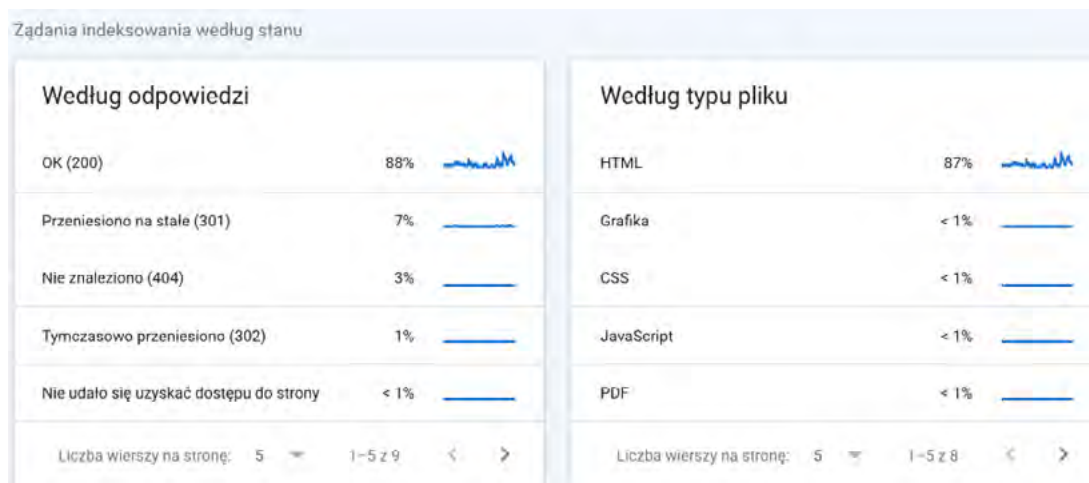 Żądania indeksowania według stanu
Według odpowiedzi
OK (200) 88%
Przeniesiono na stałe (301) 7%
Nie znaleziono (404) 3%
Tymczasowo przeniesiono (302) 1%
Nie udało się uzyskać dostępu do strony < 1%
Liczba wierszy na stronę: 5 1–5 z 9
Według typu pliku
HTML 87%
Grafika < 1%
CSS < 1%
JavaScript < 1%
PDF < 1%
Liczba wierszy na stronę: 5 1–5 z 8